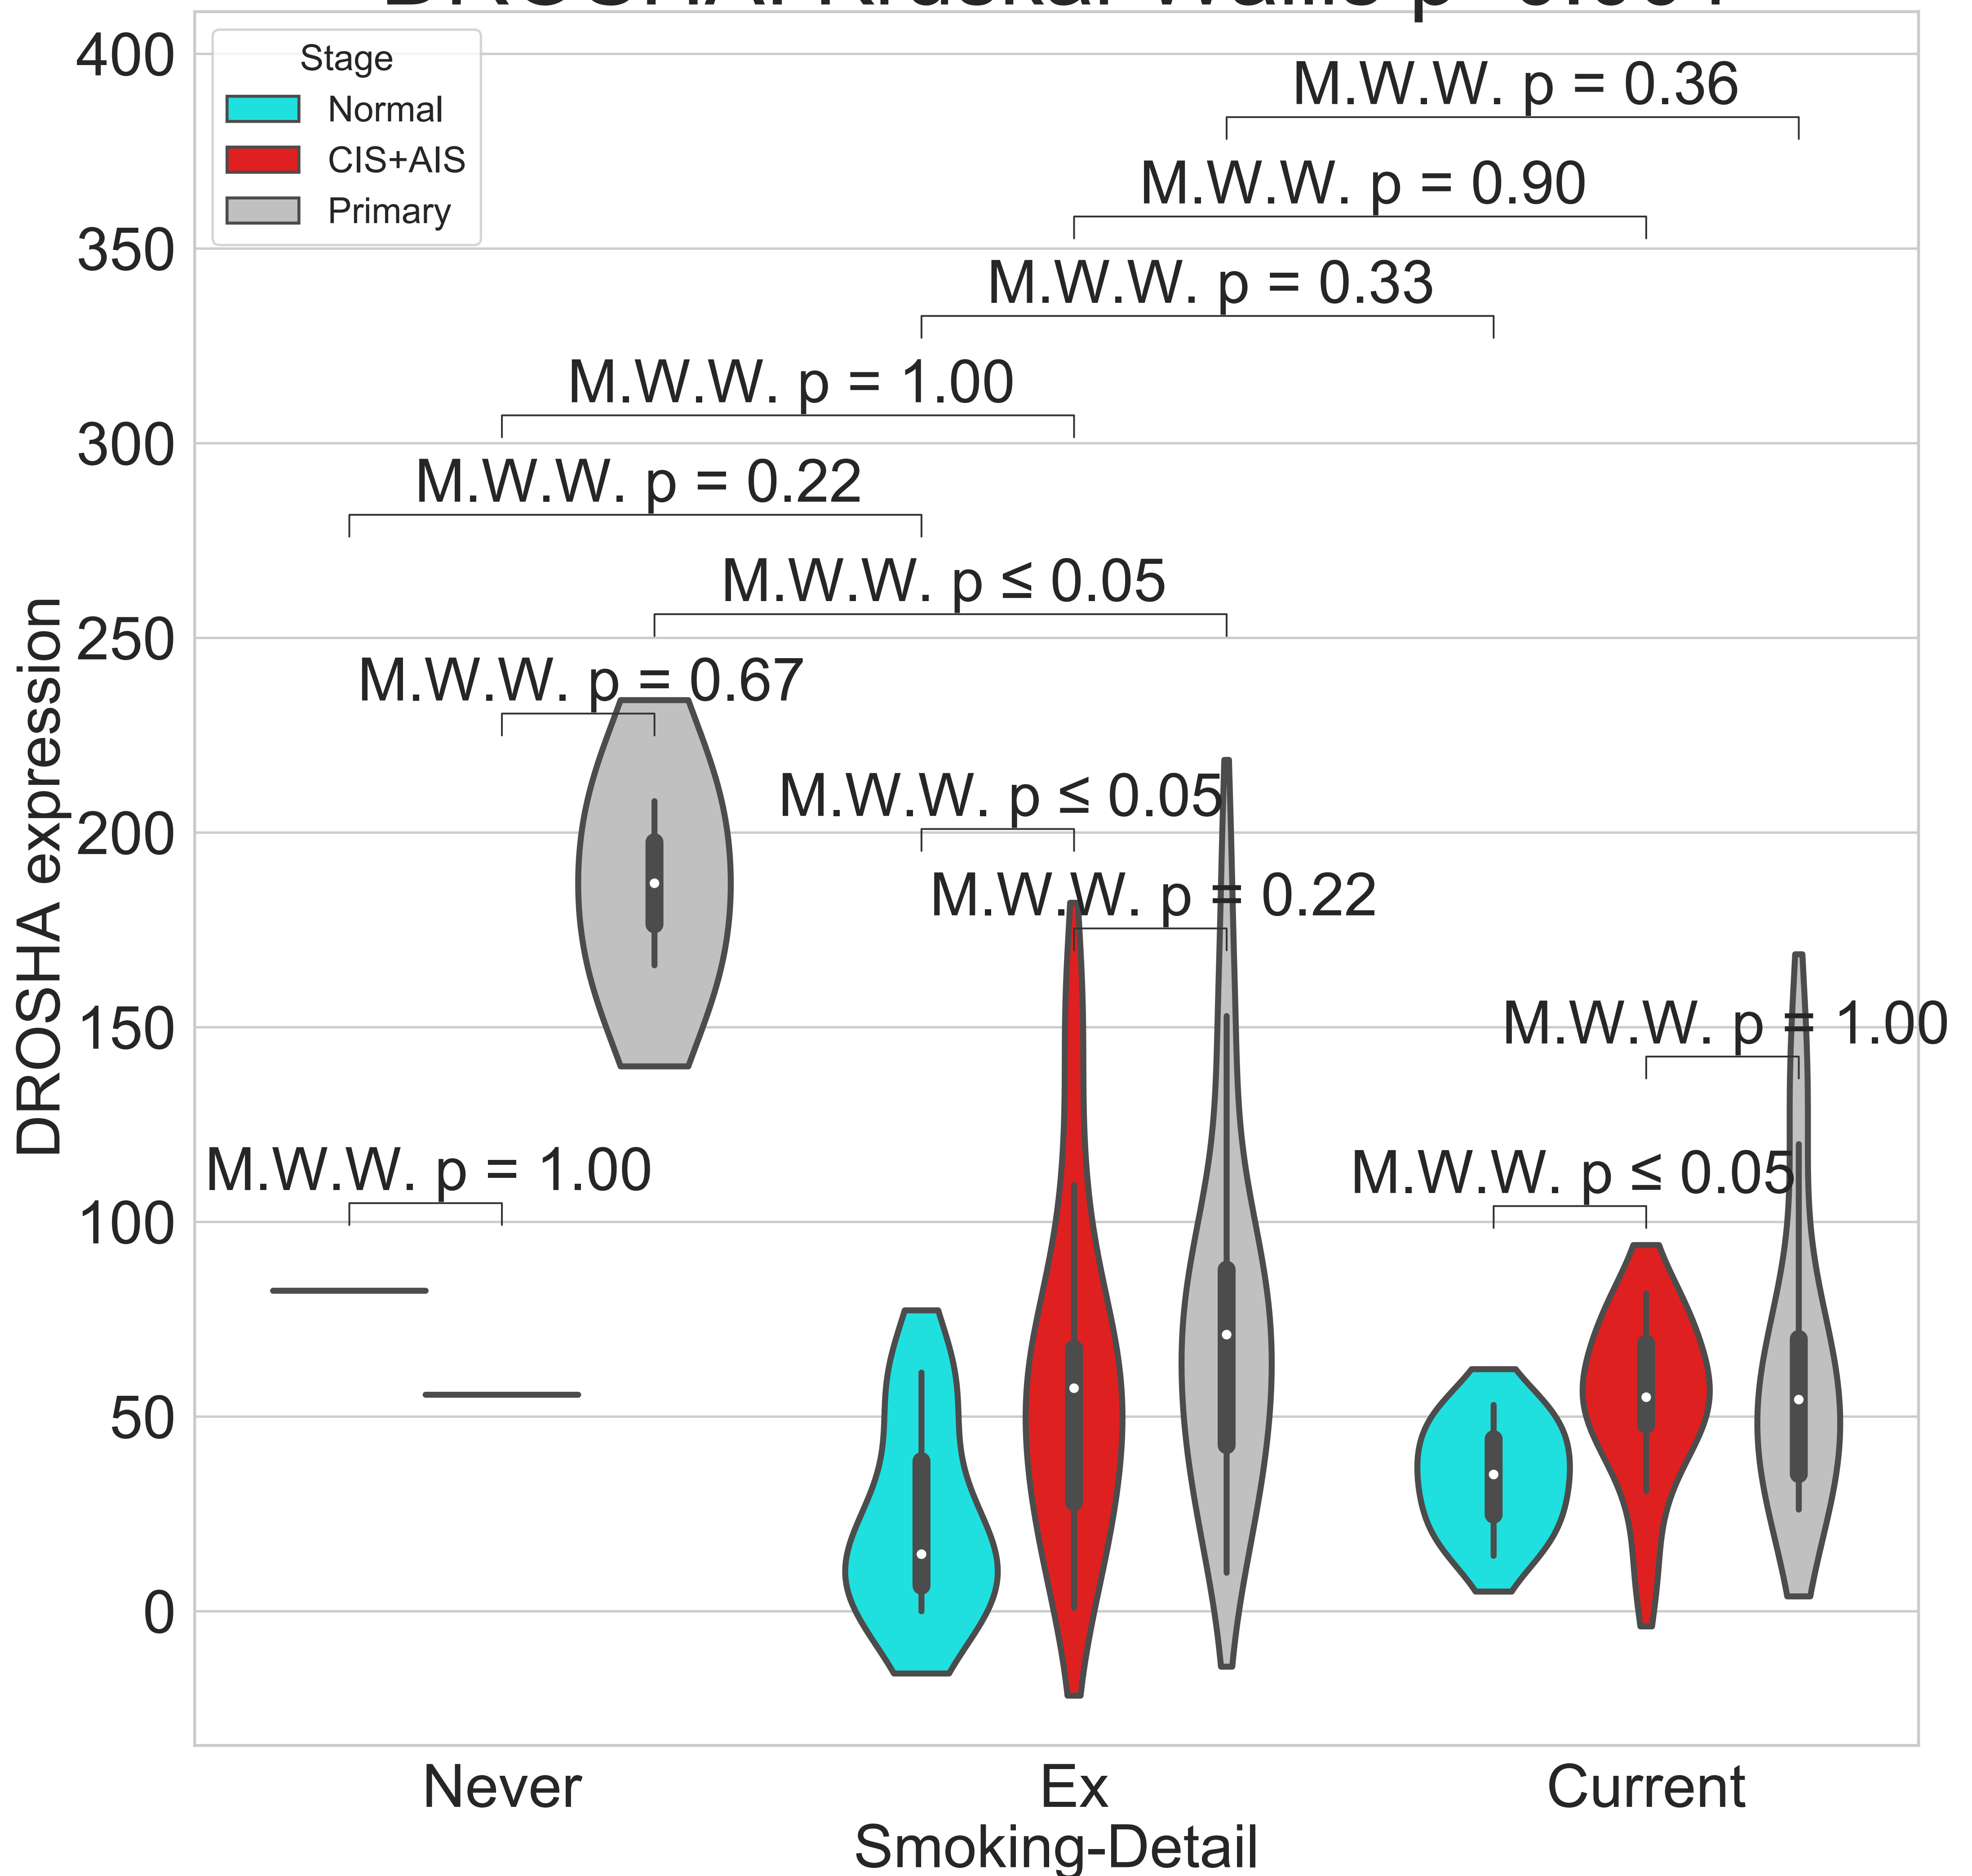 400
350
300
250
200
150
100
50
0
DROSHA expression
Stage
Normal
CIS+AIS
Primary
M.W.W. p = 0.36
M.W.W. p = 0.90
M.W.W. p = 0.33
M.W.W. p = 1.00
M.W.W. p = 0.22
M.W.W. p ≤ 0.05
M.W.W. p = 0.67
M.W.W. p ≤ 0.05
M.W.W. p = 0.22
M.W.W. p = 1.00
M.W.W. p = 1.00
M.W.W. p ≤ 0.05
Never
Ex
Current
Smoking-Detail